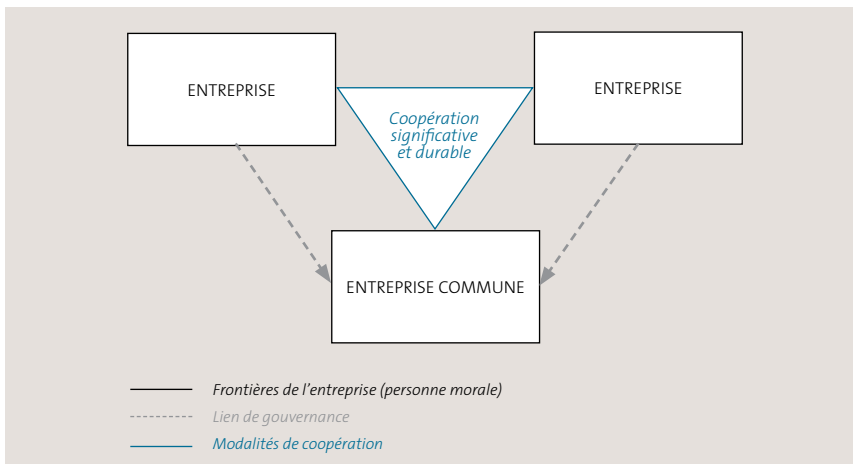 ENTREPRISE
ENTREPRISE
Coopération
significative
et durable
ENTREPRISE COMMUNE
Frontières de l'entreprise (personne morale)
Lien de gouvernance
Modalités de coopération